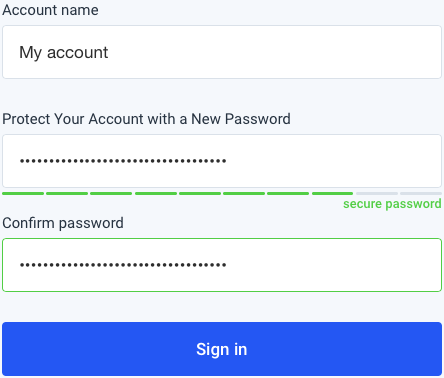 Account name
My account
Protect Your Account with a New Password
••••••••••••••••••••••••••••••••••••
secure password
Confirm password
••••••••••••••••••••••••••••••••••••
Sign in